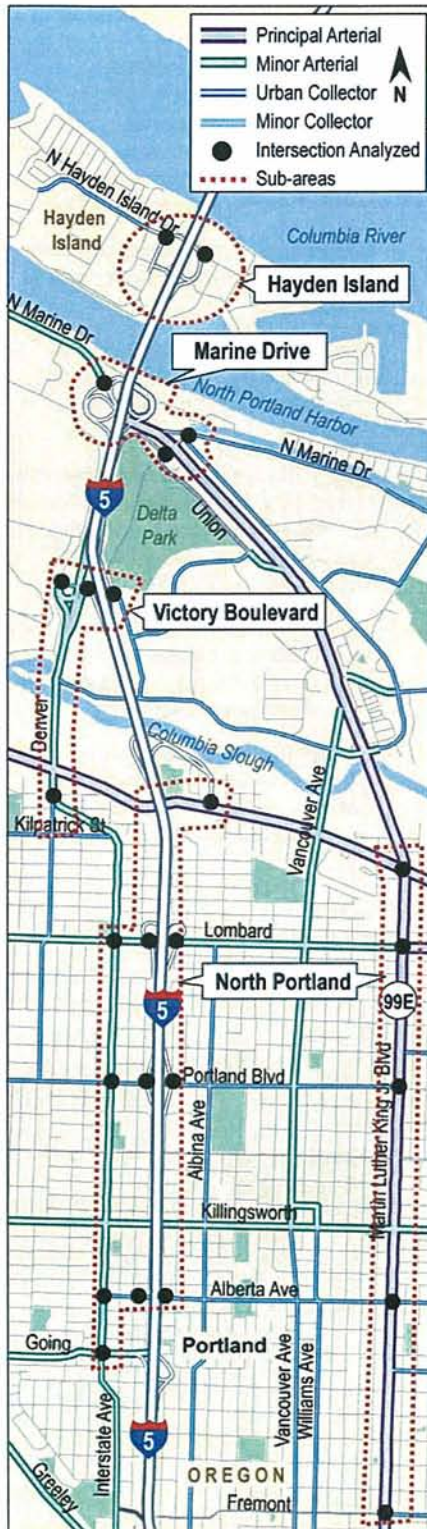 Principal Arterial
Minor Arterial
Urban Collector
Minor Collector
Intersection Analyzed
Sub-areas
N
N Hayden Island Dr
Hayden
Island
Columbia River
Hayden Island
N Marine Dr
Marine Drive
North Portland Harbor
N Marine Dr
5
Delta
Park
Union
Victory Boulevard
Denver
Columbia Slough
Vancouver Ave
Kilpatrick St
Lombard
North Portland
5
99E
Portland Blvd
Albina Ave
Martin Luther King Jr Blvd
Killingsworth
Alberta Ave
Going
Portland
Interstate Ave
Vancouver Ave
Williams Ave
5
Greeley
OREGON
Fremont